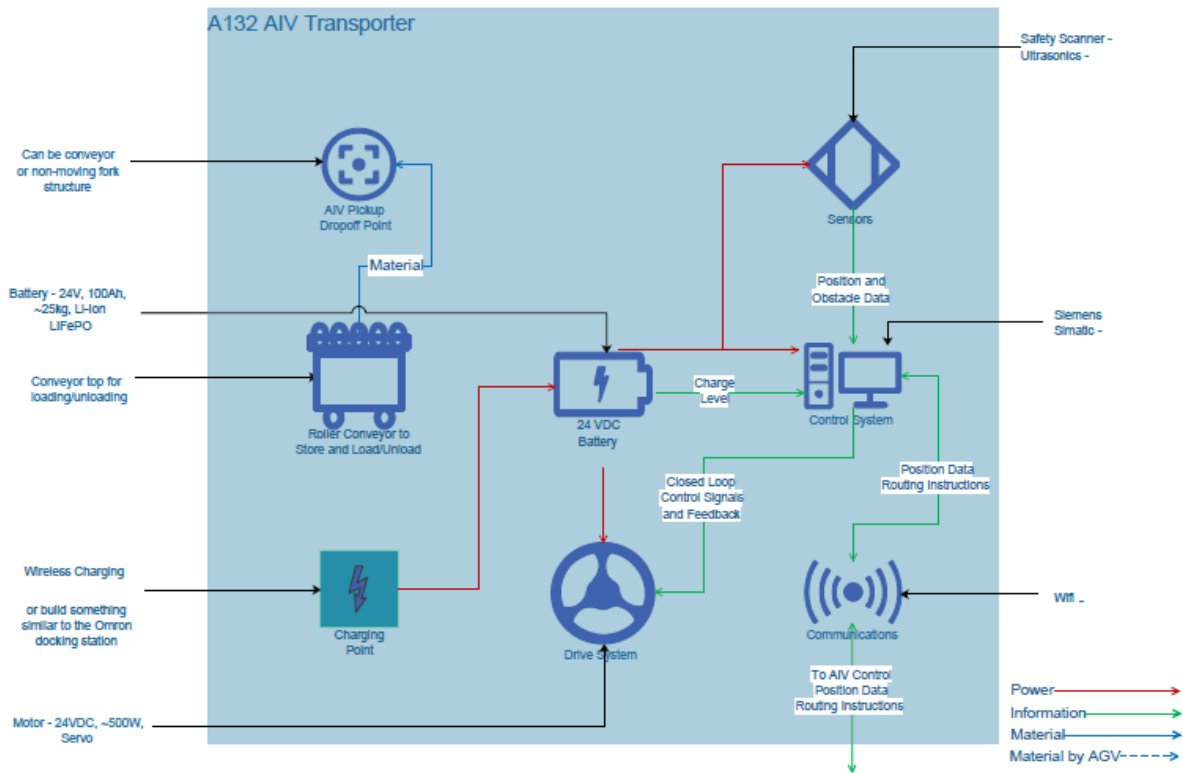 A132 AIV Transporter
Safety Scanner -
Ultrasonics -
Can be conveyor
or non-moving fork
structure
AIV Pickup
Dropoff Point
Sensors
Material
Position and
Obstacle Data
Battery - 24V, 100Ah,
~25kg, Li-Ion
LiFePO
Siemens
Simatic -
Conveyor top for
loading/unloading
Charge
Level
Roller Conveyor to
Store and Load/Unload
24 VDC
Battery
Control System
Closed Loop
Control Signals
and Feedback
Position Data
Routing Instructions
Wireless Charging
or build something
similar to the Omron
docking station
Charging
Point
Drive System
Communications
Wifi -
To AIV Control
Position Data
Routing Instructions
Motor - 24VDC, ~500W,
Servo
Power
Information
Material
Material by AGV